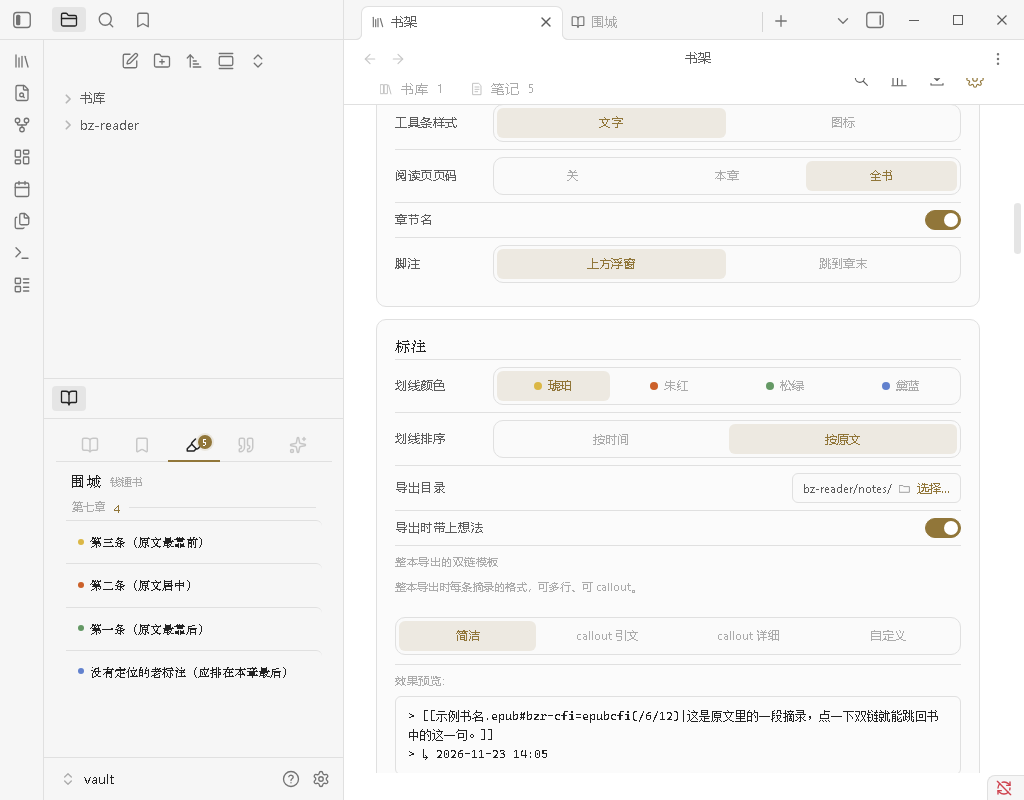 书架
围城
书架
书库 1
笔记 5
书库
bz-reader
工具条样式
文字
图标
阅读页页码
关
本章
全书
章节名
脚注
上方浮窗
跳到章末
标注
划线颜色
琥珀
朱红
松绿
黛蓝
划线排序
按时间
按原文
导出目录
bz-reader/notes/
选择...
导出时带上想法
整本导出的双链模板
整本导出时每条摘录的格式，可多行、可 callout。
简洁
callout 引文
callout 详细
自定义
效果预览:
> [[示例书名.epub#bzr-cfi=epubcfi(/6/12)|这是原文里的一段摘录，点一下双链就能跳回书
中的这一句。]]
> ↳ 2026-11-23 14:05
5
围城 钱锺书
第七章 4
第三条（原文最靠前）
第二条（原文居中）
第一条（原文最靠后）
没有定位的老标注（应排在本章最后）
vault